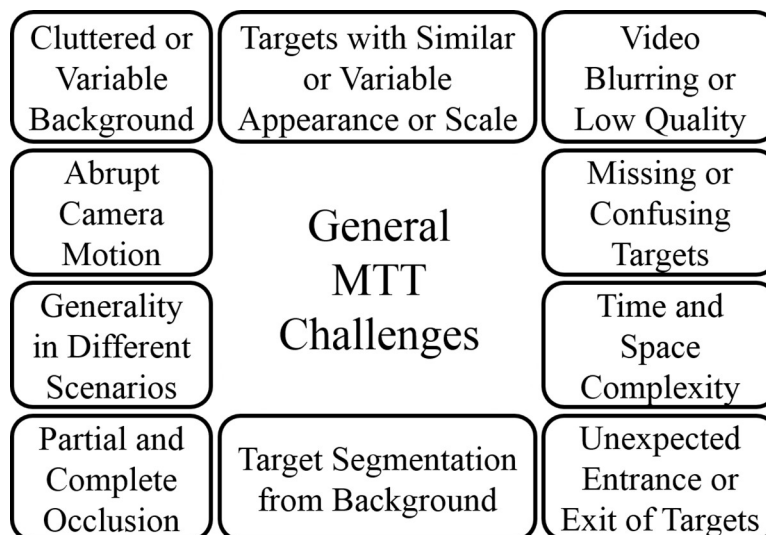 Cluttered or
Variable
Background
Targets with Similar
or Variable
Appearance or Scale
Video
Blurring or
Low Quality
Abrupt
Camera
Motion
General
MTT
Challenges
Missing or
Confusing
Targets
Generality
in Different
Scenarios
Time and
Space
Complexity
Partial and
Complete
Occlusion
Target Segmentation
from Background
Unexpected
Entrance or
Exit of Targets